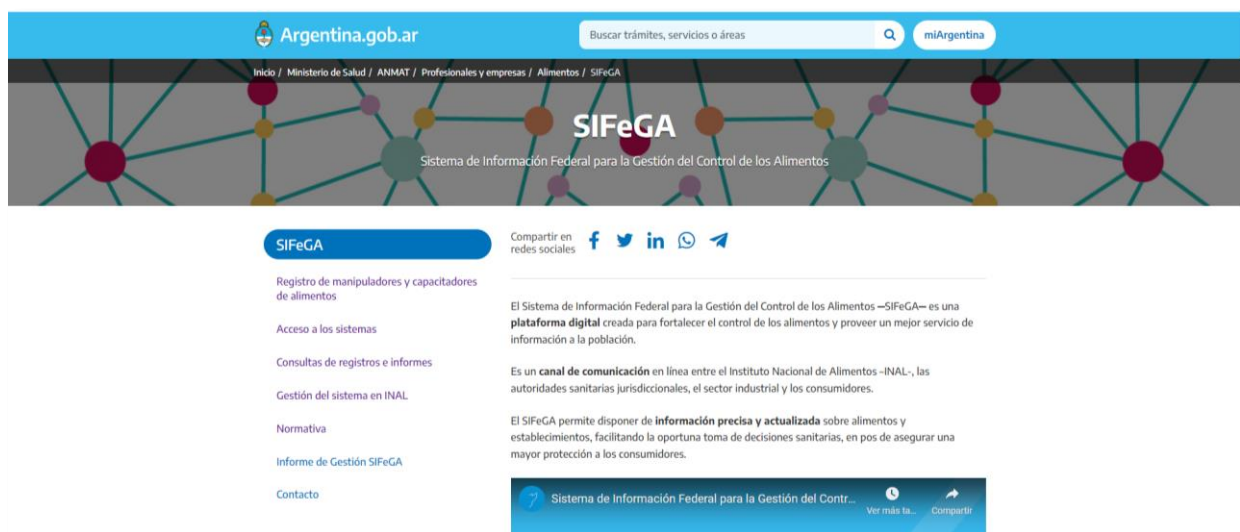 Argentina.gob.ar
Buscar trámites, servicios o áreas
miArgentina
Inicio / Ministerio de Salud / ANMAT / Profesionales y empresas / Alimentos / SIFeGA
SIFeGA
Sistema de Información Federal para la Gestión del Control de los Alimentos
SIFeGA
Registro de manipuladores y capacitadores
de alimentos
Acceso a los sistemas
Consultas de registros e informes
Gestión del sistema en INAL
Normativa
Informe de Gestión SIFeGA
Contacto
Compartir en
redes sociales
El Sistema de Información Federal para la Gestión del Control de los Alimentos —SIFeGA— es una
plataforma digital creada para fortalecer el control de los alimentos y proveer un mejor servicio de
información a la población.
Es un canal de comunicación en línea entre el Instituto Nacional de Alimentos –INAL-, las
autoridades sanitarias jurisdiccionales, el sector industrial y los consumidores.
El SIFeGA permite disponer de información precisa y actualizada sobre alimentos y
establecimientos, facilitando la oportuna toma de decisiones sanitarias, en pos de asegurar una
mayor protección a los consumidores.
Sistema de Información Federal para la Gestión del Contr...
Ver más ta...
Compartir